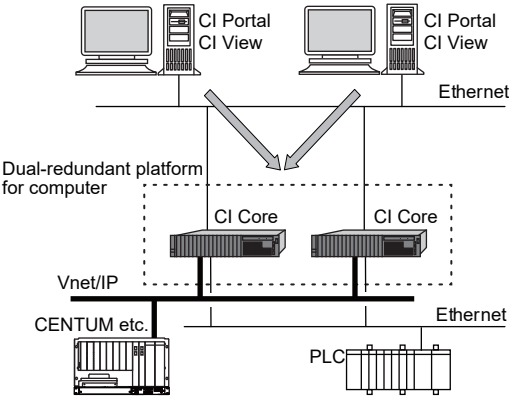 CI Portal
CI View
CI Portal
CI View
Ethernet
Dual-redundant platform
for computer
CI Core
CI Core
Vnet/IP
CENTUM etc.
Ethernet
PLC